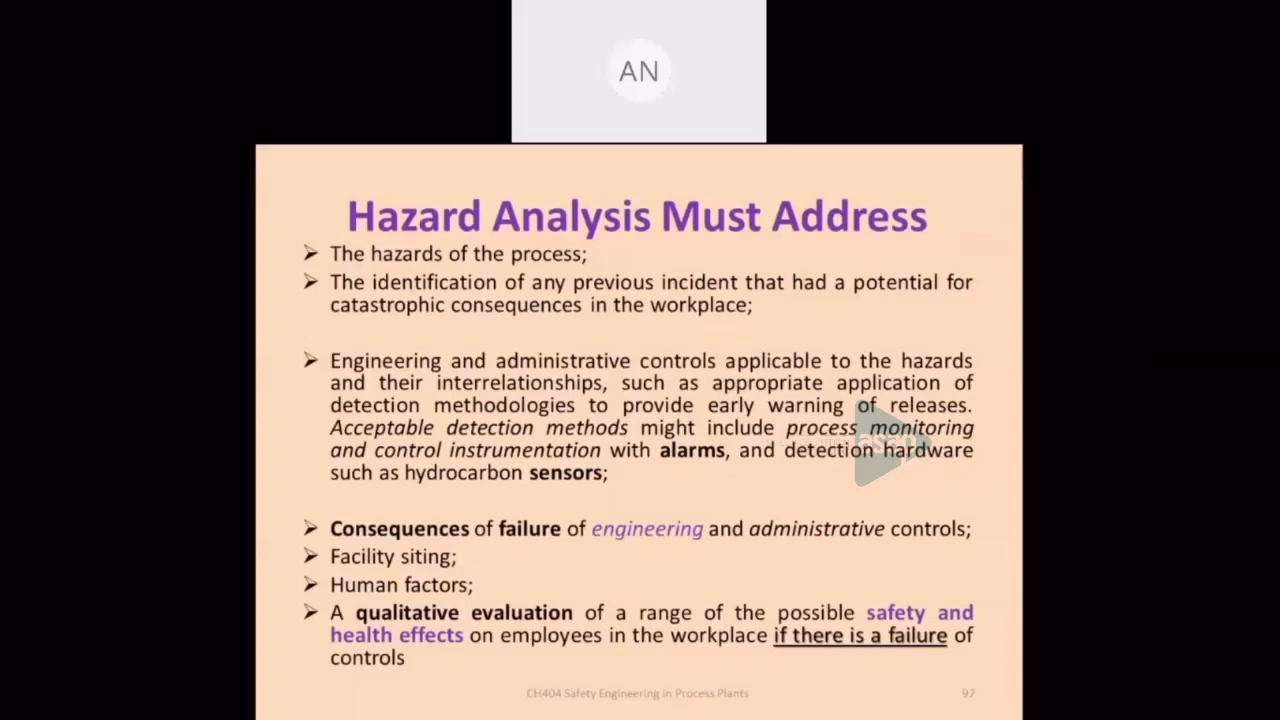 AN
Hazard Analysis Must Address
➢ The hazards of the process;
➢ The identification of any previous incident that had a potential for
catastrophic consequences in the workplace;
➢ Engineering and administrative controls applicable to the hazards
and their interrelationships, such as appropriate application of
detection methodologies to provide early warning of releases.
Acceptable detection methods might include process monitoring
and control instrumentation with alarms, and detection hardware
such as hydrocarbon sensors;
➢ Consequences of failure of engineering and administrative controls;
➢ Facility siting;
➢ Human factors;
➢ A qualitative evaluation of a range of the possible safety and
health effects on employees in the workplace if there is a failure of
controls
CH404 Safety Engineering in Process Plants 97